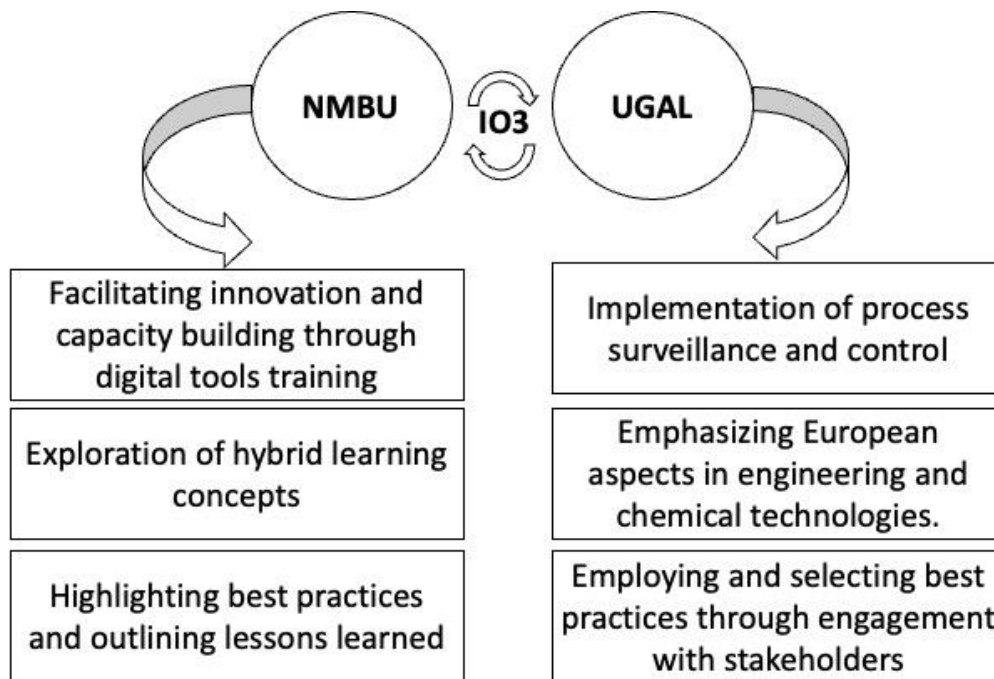 NMBU
IO3
UGAL
Facilitating innovation and
capacity building through
digital tools training
Exploration of hybrid learning
concepts
Highlighting best practices
and outlining lessons learned
Implementation of process
surveillance and control
Emphasizing European
aspects in engineering and
chemical technologies.
Employing and selecting best
practices through engagement
with stakeholders